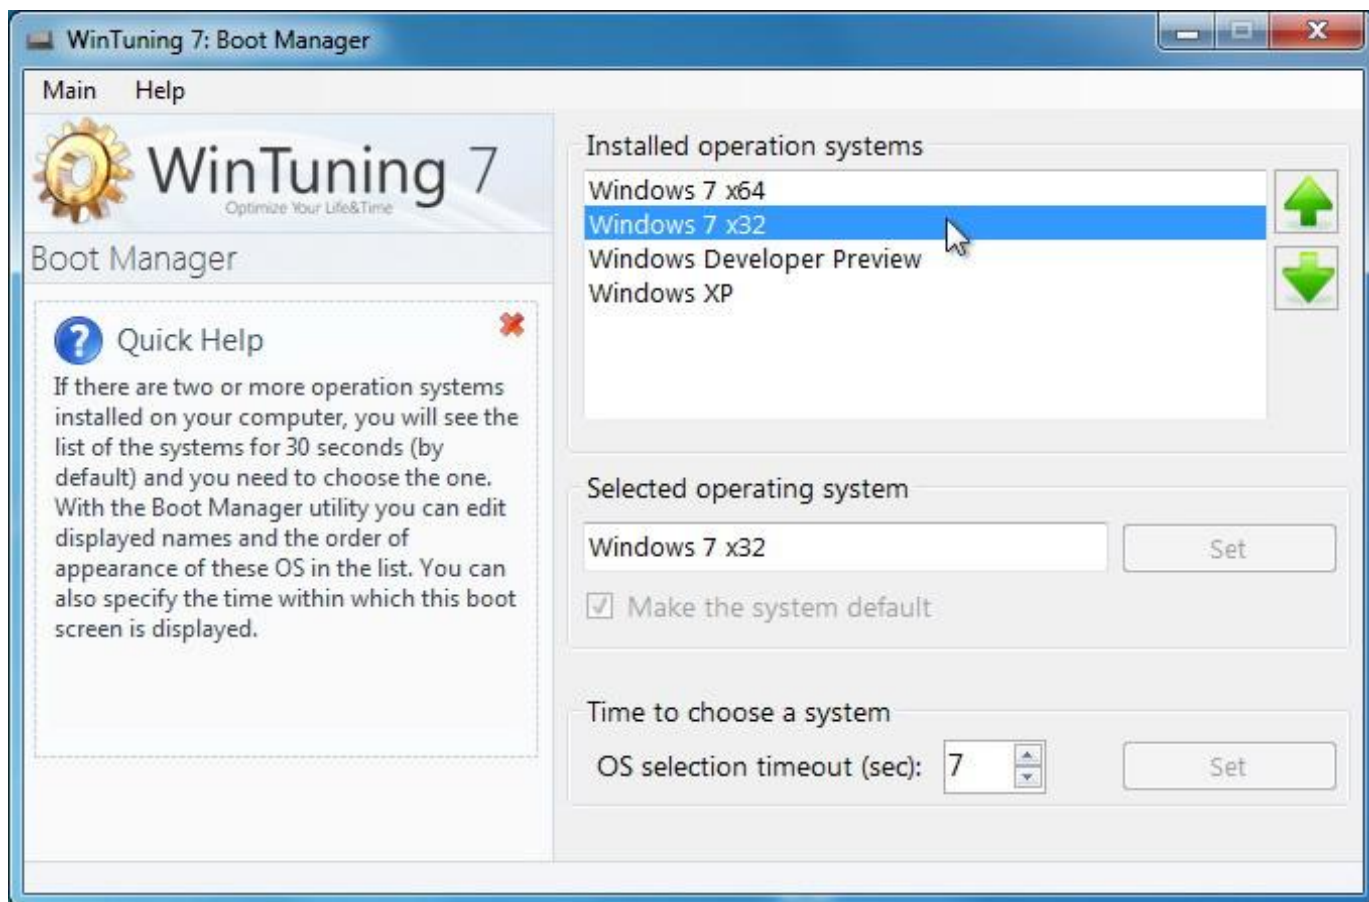 WinTuning 7: Boot Manager
Main Help
WinTuning 7
Optimize Your Life&Time
Boot Manager
Quick Help
If there are two or more operation systems
installed on your computer, you will see the
list of the systems for 30 seconds (by
default) and you need to choose the one.
With the Boot Manager utility you can edit
displayed names and the order of
appearance of these OS in the list. You can
also specify the time within which this boot
screen is displayed.
Installed operation systems
Windows 7 x64
Windows 7 x32
Windows Developer Preview
Windows XP
Selected operating system
Windows 7 x32
Set
Make the system default
Time to choose a system
OS selection timeout (sec): 7
Set